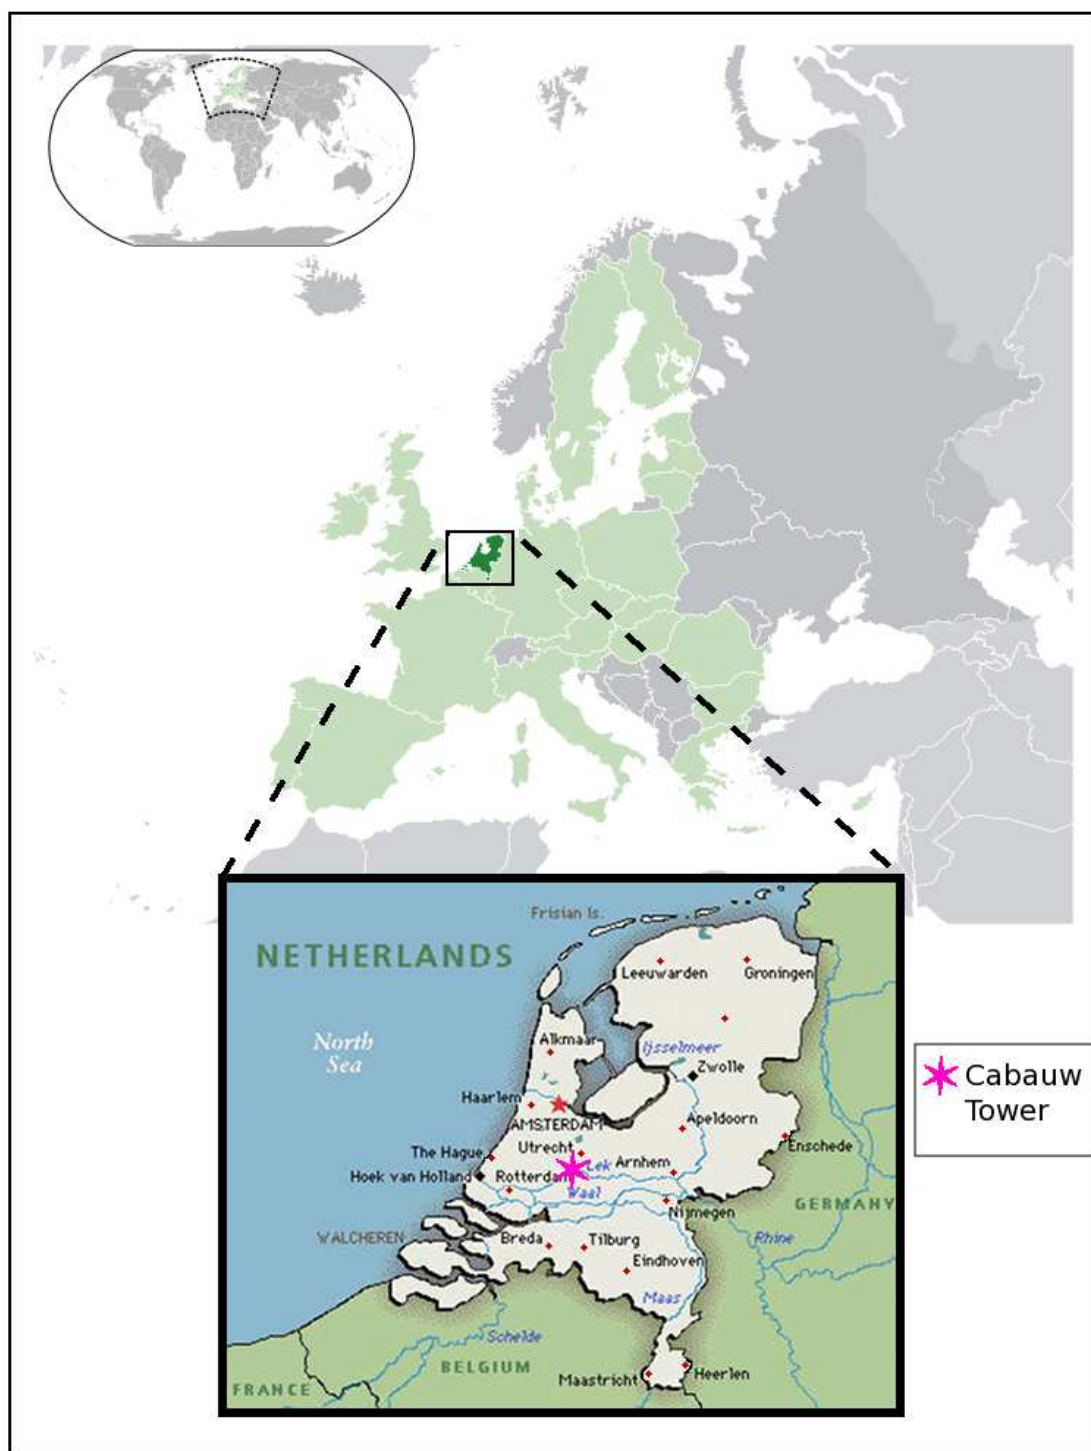 Frisian Is.
NETHERLANDS
Leeuwarden
Groningen
North
Sea
Alkmaar
Ijsselmeer
Zwolle
Haarlem
AMSTERDAM
Apeldoorn
Utrecht
Enschede
The Hague
Lek
Arnhem
Hoek van Holland
Rotterdam
Waal
Nijmegen
GERMANY
WALCHEREN
Breda
Tilburg
Rhine
Eindhoven
Maas
Schelde
BELGIUM
Maastricht
Heerlen
FRANCE
Cabauw
Tower